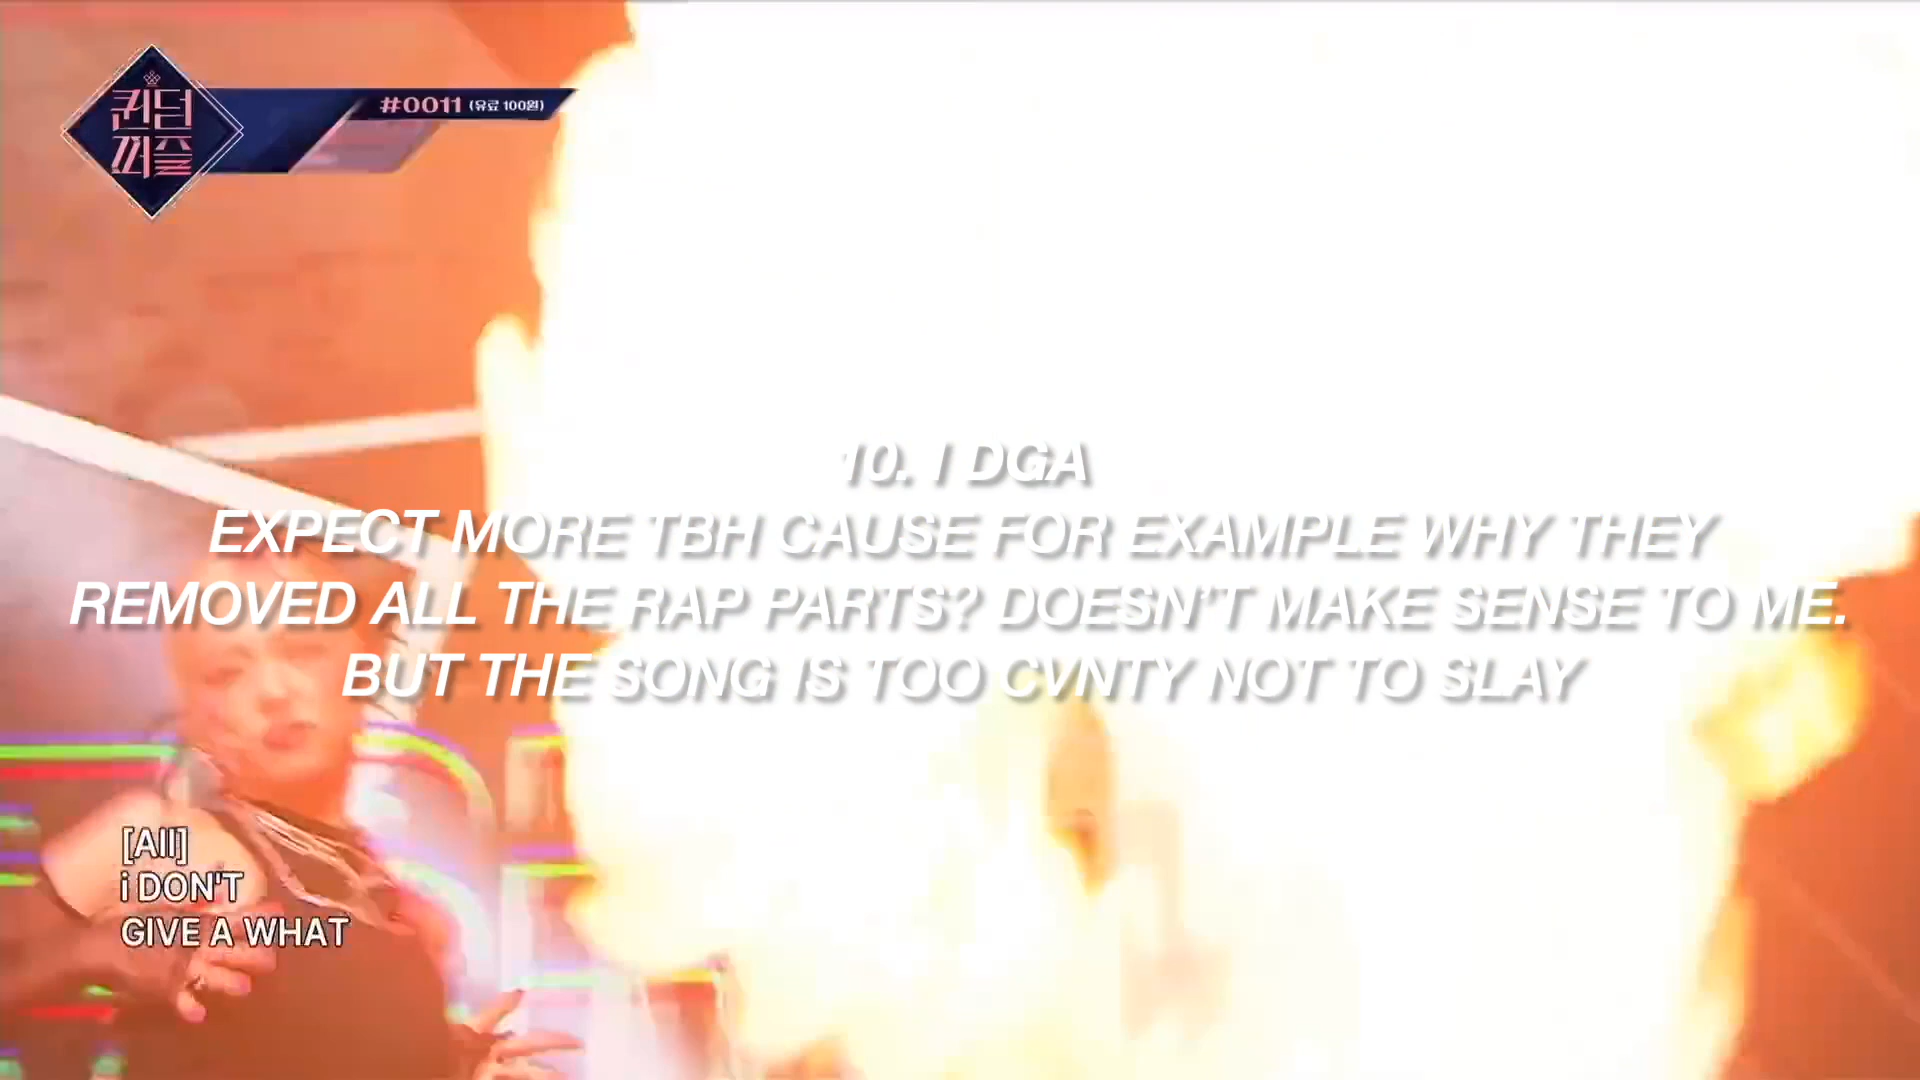 퀸덤
퍼즐
#0011 (유료 100원)
10. I DGA
EXPECT MORE TBH CAUSE FOR EXAMPLE WHY THEY
REMOVED ALL THE RAP PARTS? DOESN'T MAKE SENSE TO ME.
BUT THE SONG IS TOO CVNTY NOT TO SLAY
[All]
i DON'T
GIVE A WHAT